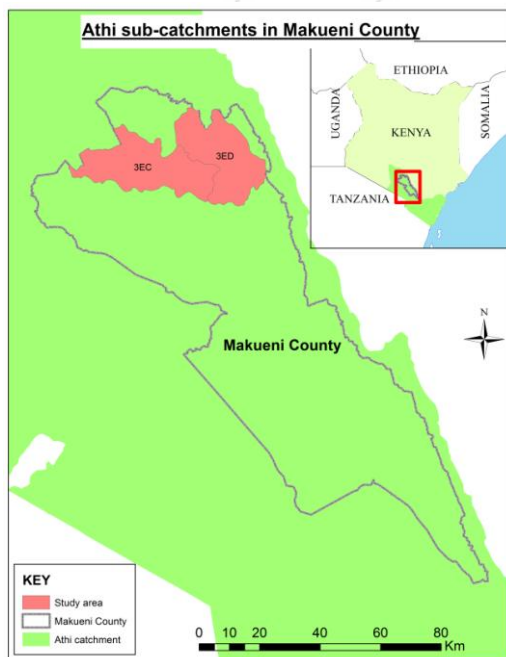 Athi sub-catchments in Makueni County
ETHIOPIA
UGANDA
SOMALIA
KENYA
TANZANIA
3EC
3ED
N
Makueni County
KEY
Study area
Makueni County
Athi catchment
0 10 20 40 60 80
Km